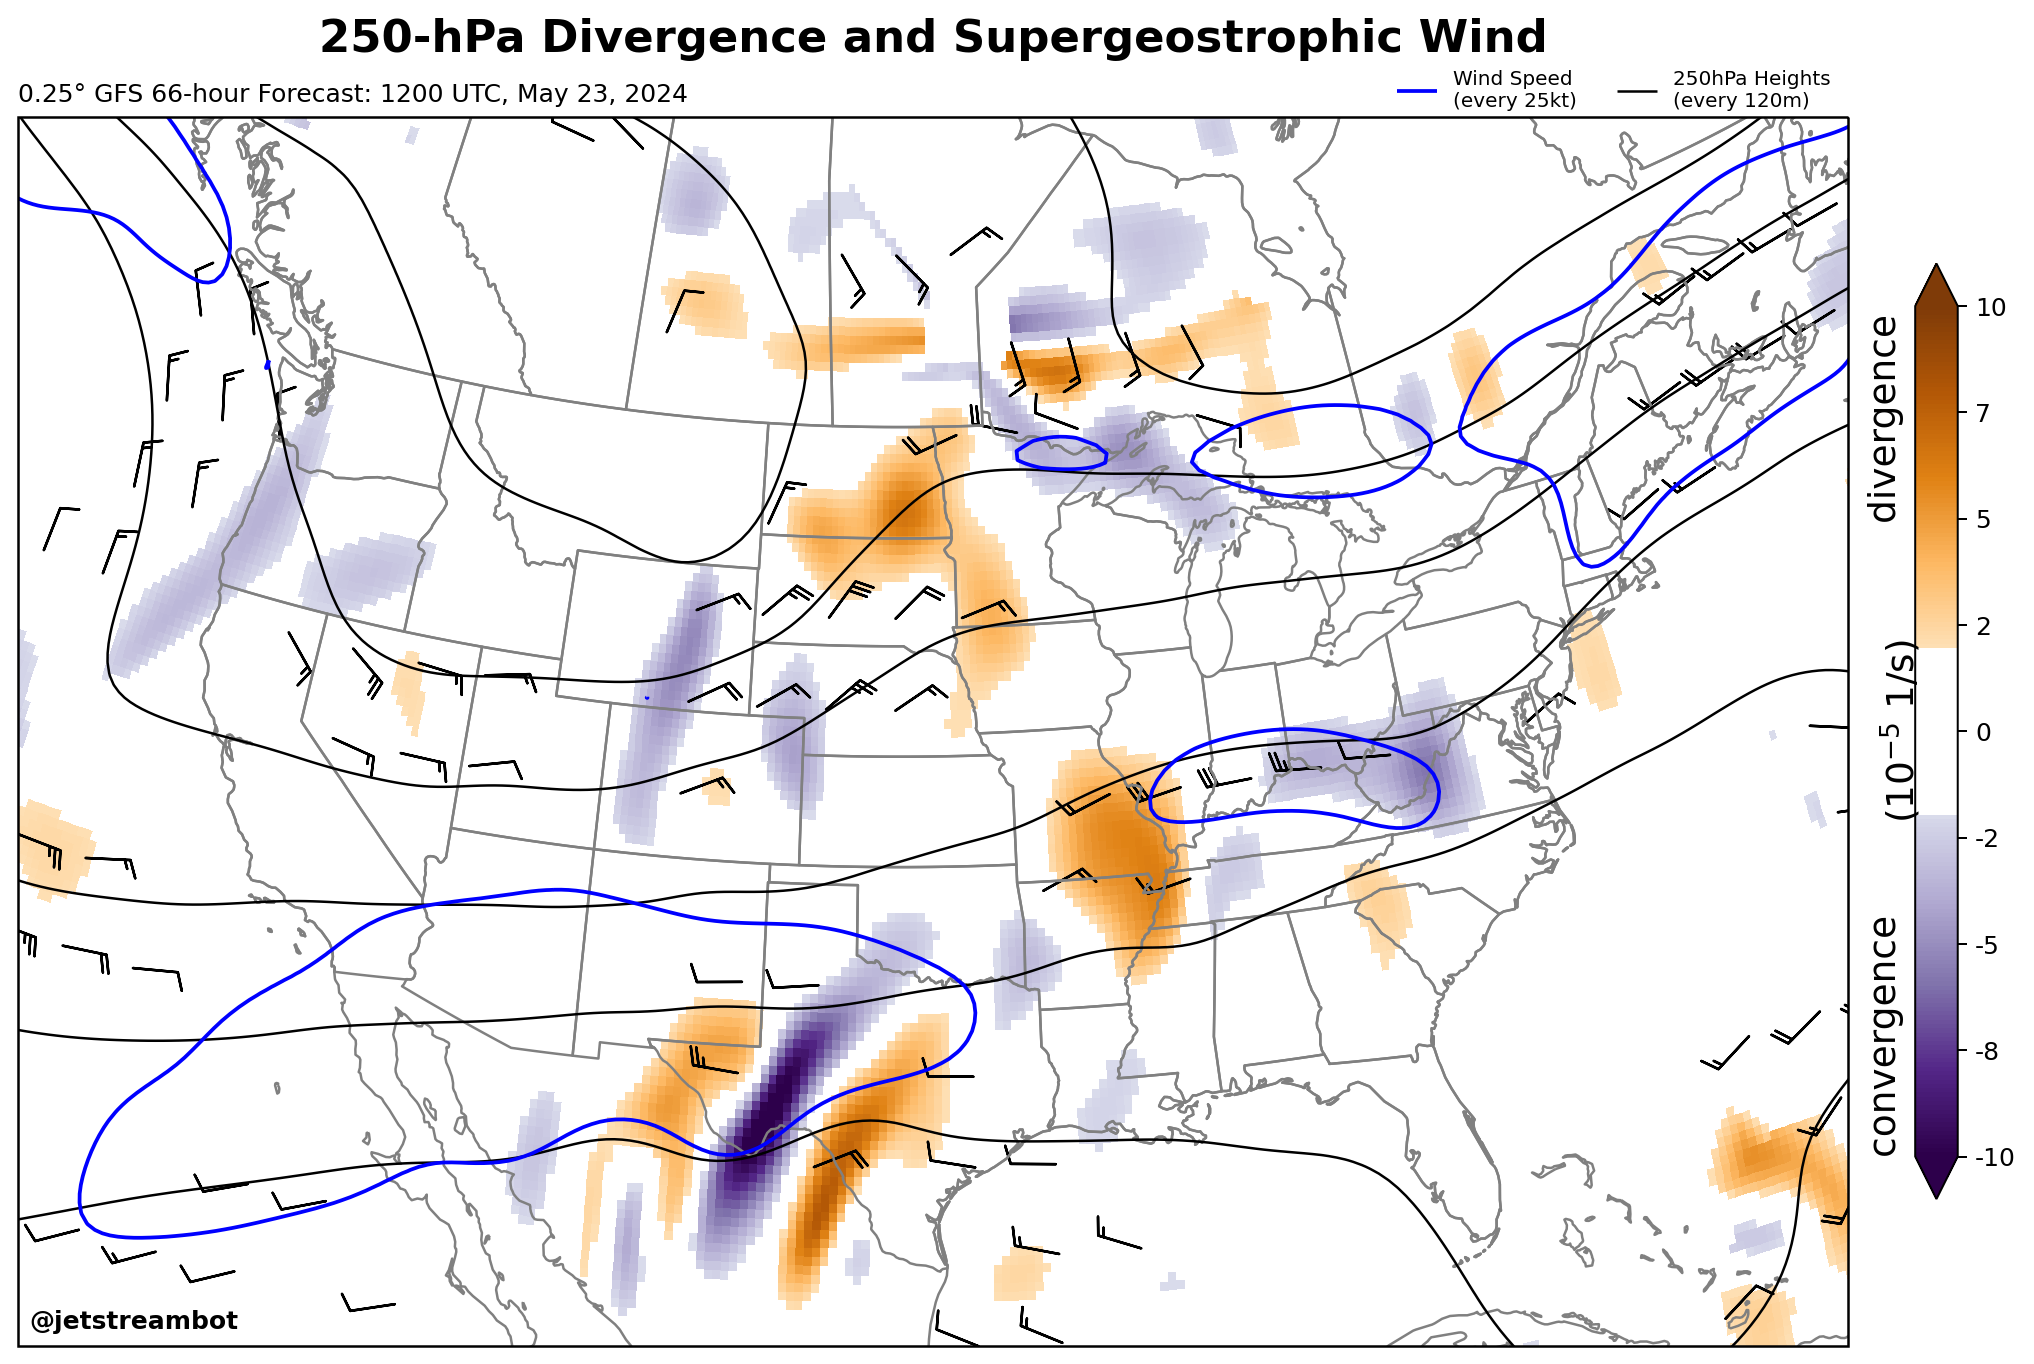 250-hPa Divergence and Supergeostrophic Wind
0.25° GFS 66-hour Forecast: 1200 UTC, May 23, 2024
Wind Speed
(every 25kt)
250hPa Heights
(every 120m)
10
7
5
2
0
-2
-5
-8
-10
divergence
(10⁻⁵ 1/s)
convergence
@jetstreambot